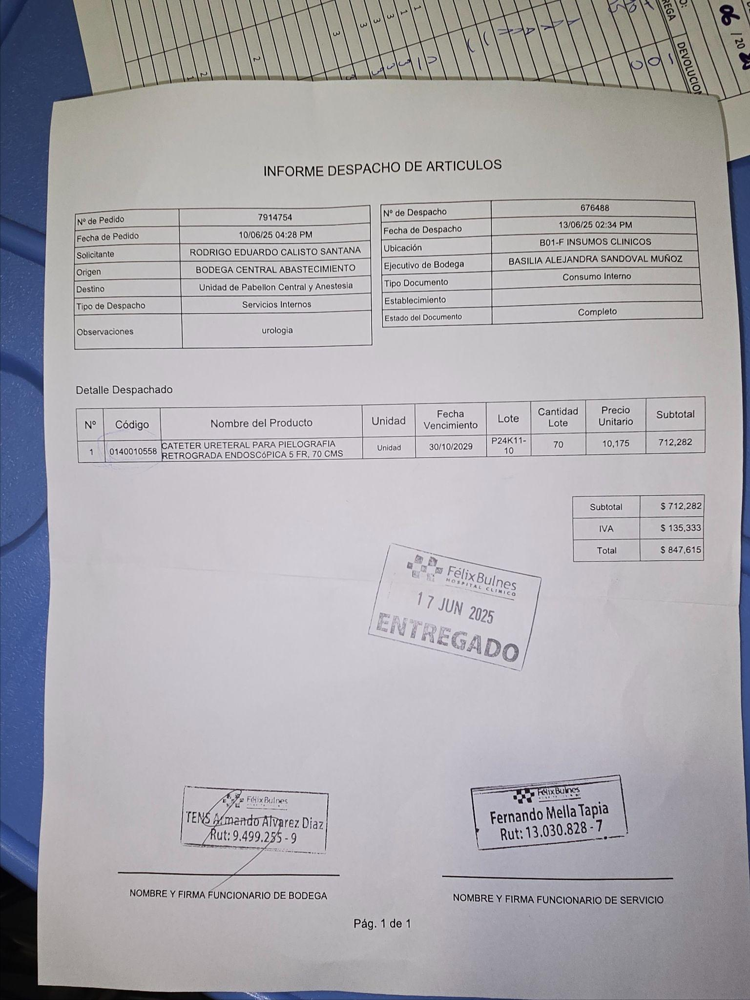 O:
REGA
DEVOLUCION
06 / 20
INFORME DESPACHO DE ARTICULOS
Nº de Pedido 7914754
Fecha de Pedido 10/06/25 04:28 PM
Solicitante RODRIGO EDUARDO CALISTO SANTANA
Origen BODEGA CENTRAL ABASTECIMIENTO
Destino Unidad de Pabellon Central y Anestesia
Tipo de Despacho Servicios Internos
Observaciones urologia
Nº de Despacho 676488
Fecha de Despacho 13/06/25 02:34 PM
Ubicación B01-F INSUMOS CLINICOS
Ejecutivo de Bodega BASILIA ALEJANDRA SANDOVAL MUÑOZ
Tipo Documento Consumo Interno
Establecimiento
Estado del Documento Completo
Detalle Despachado
Nº Código Nombre del Producto Unidad Fecha Vencimiento Lote Cantidad Lote Precio Unitario Subtotal
1 0140010558 CATETER URETERAL PARA PIELOGRAFIA RETROGRADA ENDOSCóPICA 5 FR, 70 CMS Unidad 30/10/2029 P24K11-10 70 10,175 712,282
Subtotal $ 712,282
IVA $ 135,333
Total $ 847,615
FélixBulnes
HOSPITAL CLINICO
17 JUN 2025
ENTREGADO
FélixBulnes
TENS Armando Alvarez Diaz
Rut: 9.499.255 - 9
NOMBRE Y FIRMA FUNCIONARIO DE BODEGA
FélixBulnes
Fernando Mella Tapia
Rut: 13.030.828 - 7
NOMBRE Y FIRMA FUNCIONARIO DE SERVICIO
Pág. 1 de 1